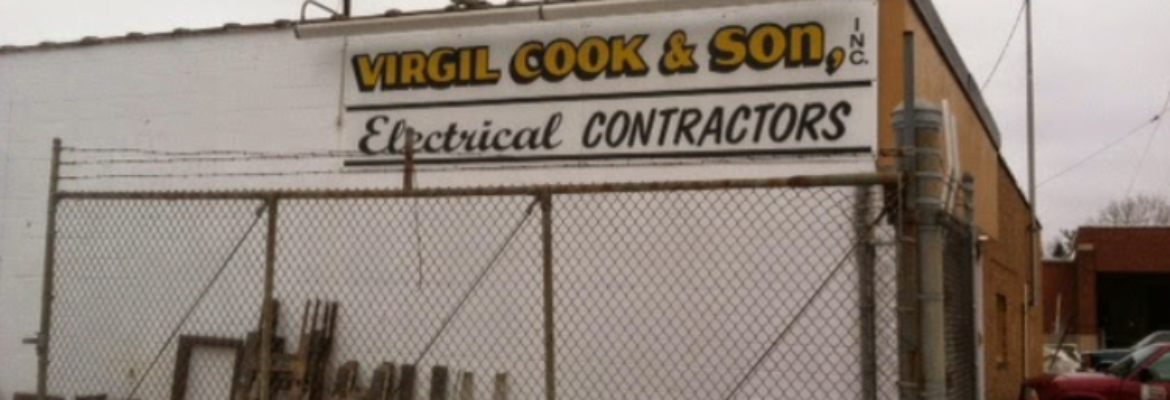 VIRGIL COOK & SON, INC.
Electrical CONTRACTORS